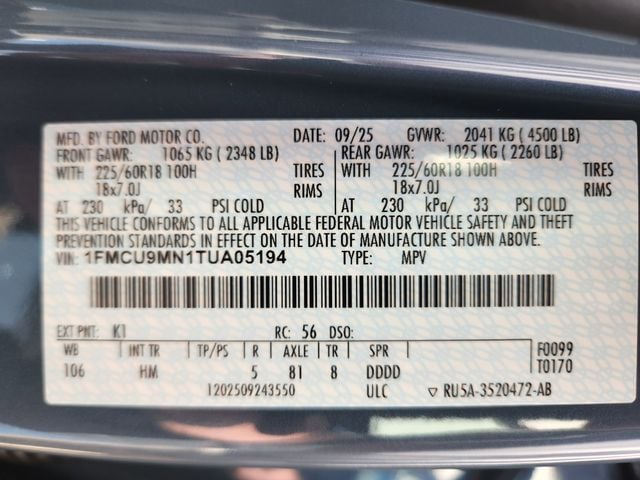 MFD. BY FORD MOTOR CO. DATE: 09/25 GVWR: 2041 KG ( 4500 LB)
FRONT GAWR: 1065 KG ( 2348 LB) REAR GAWR: 1025 KG ( 2260 LB)
WITH 225/60R18 100H TIRES WITH 225/60R18 100H TIRES
18x7.0J RIMS 18x7.0J RIMS
AT 230 kPa/ 33 PSI COLD AT 230 kPa/ 33 PSI COLD
THIS VEHICLE CONFORMS TO ALL APPLICABLE FEDERAL MOTOR VEHICLE SAFETY AND THEFT
PREVENTION STANDARDS IN EFFECT ON THE DATE OF MANUFACTURE SHOWN ABOVE.
VIN: 1FMCU9MN1TUA05194 TYPE: MPV
EXT PNT: K1 RC: 56 DSO:
WB INT TR TP/PS R AXLE TR SPR F0099
106 HM 5 81 8 DDDD T0170
1202509243550 ULC ▽ RU5A-3520472-AB